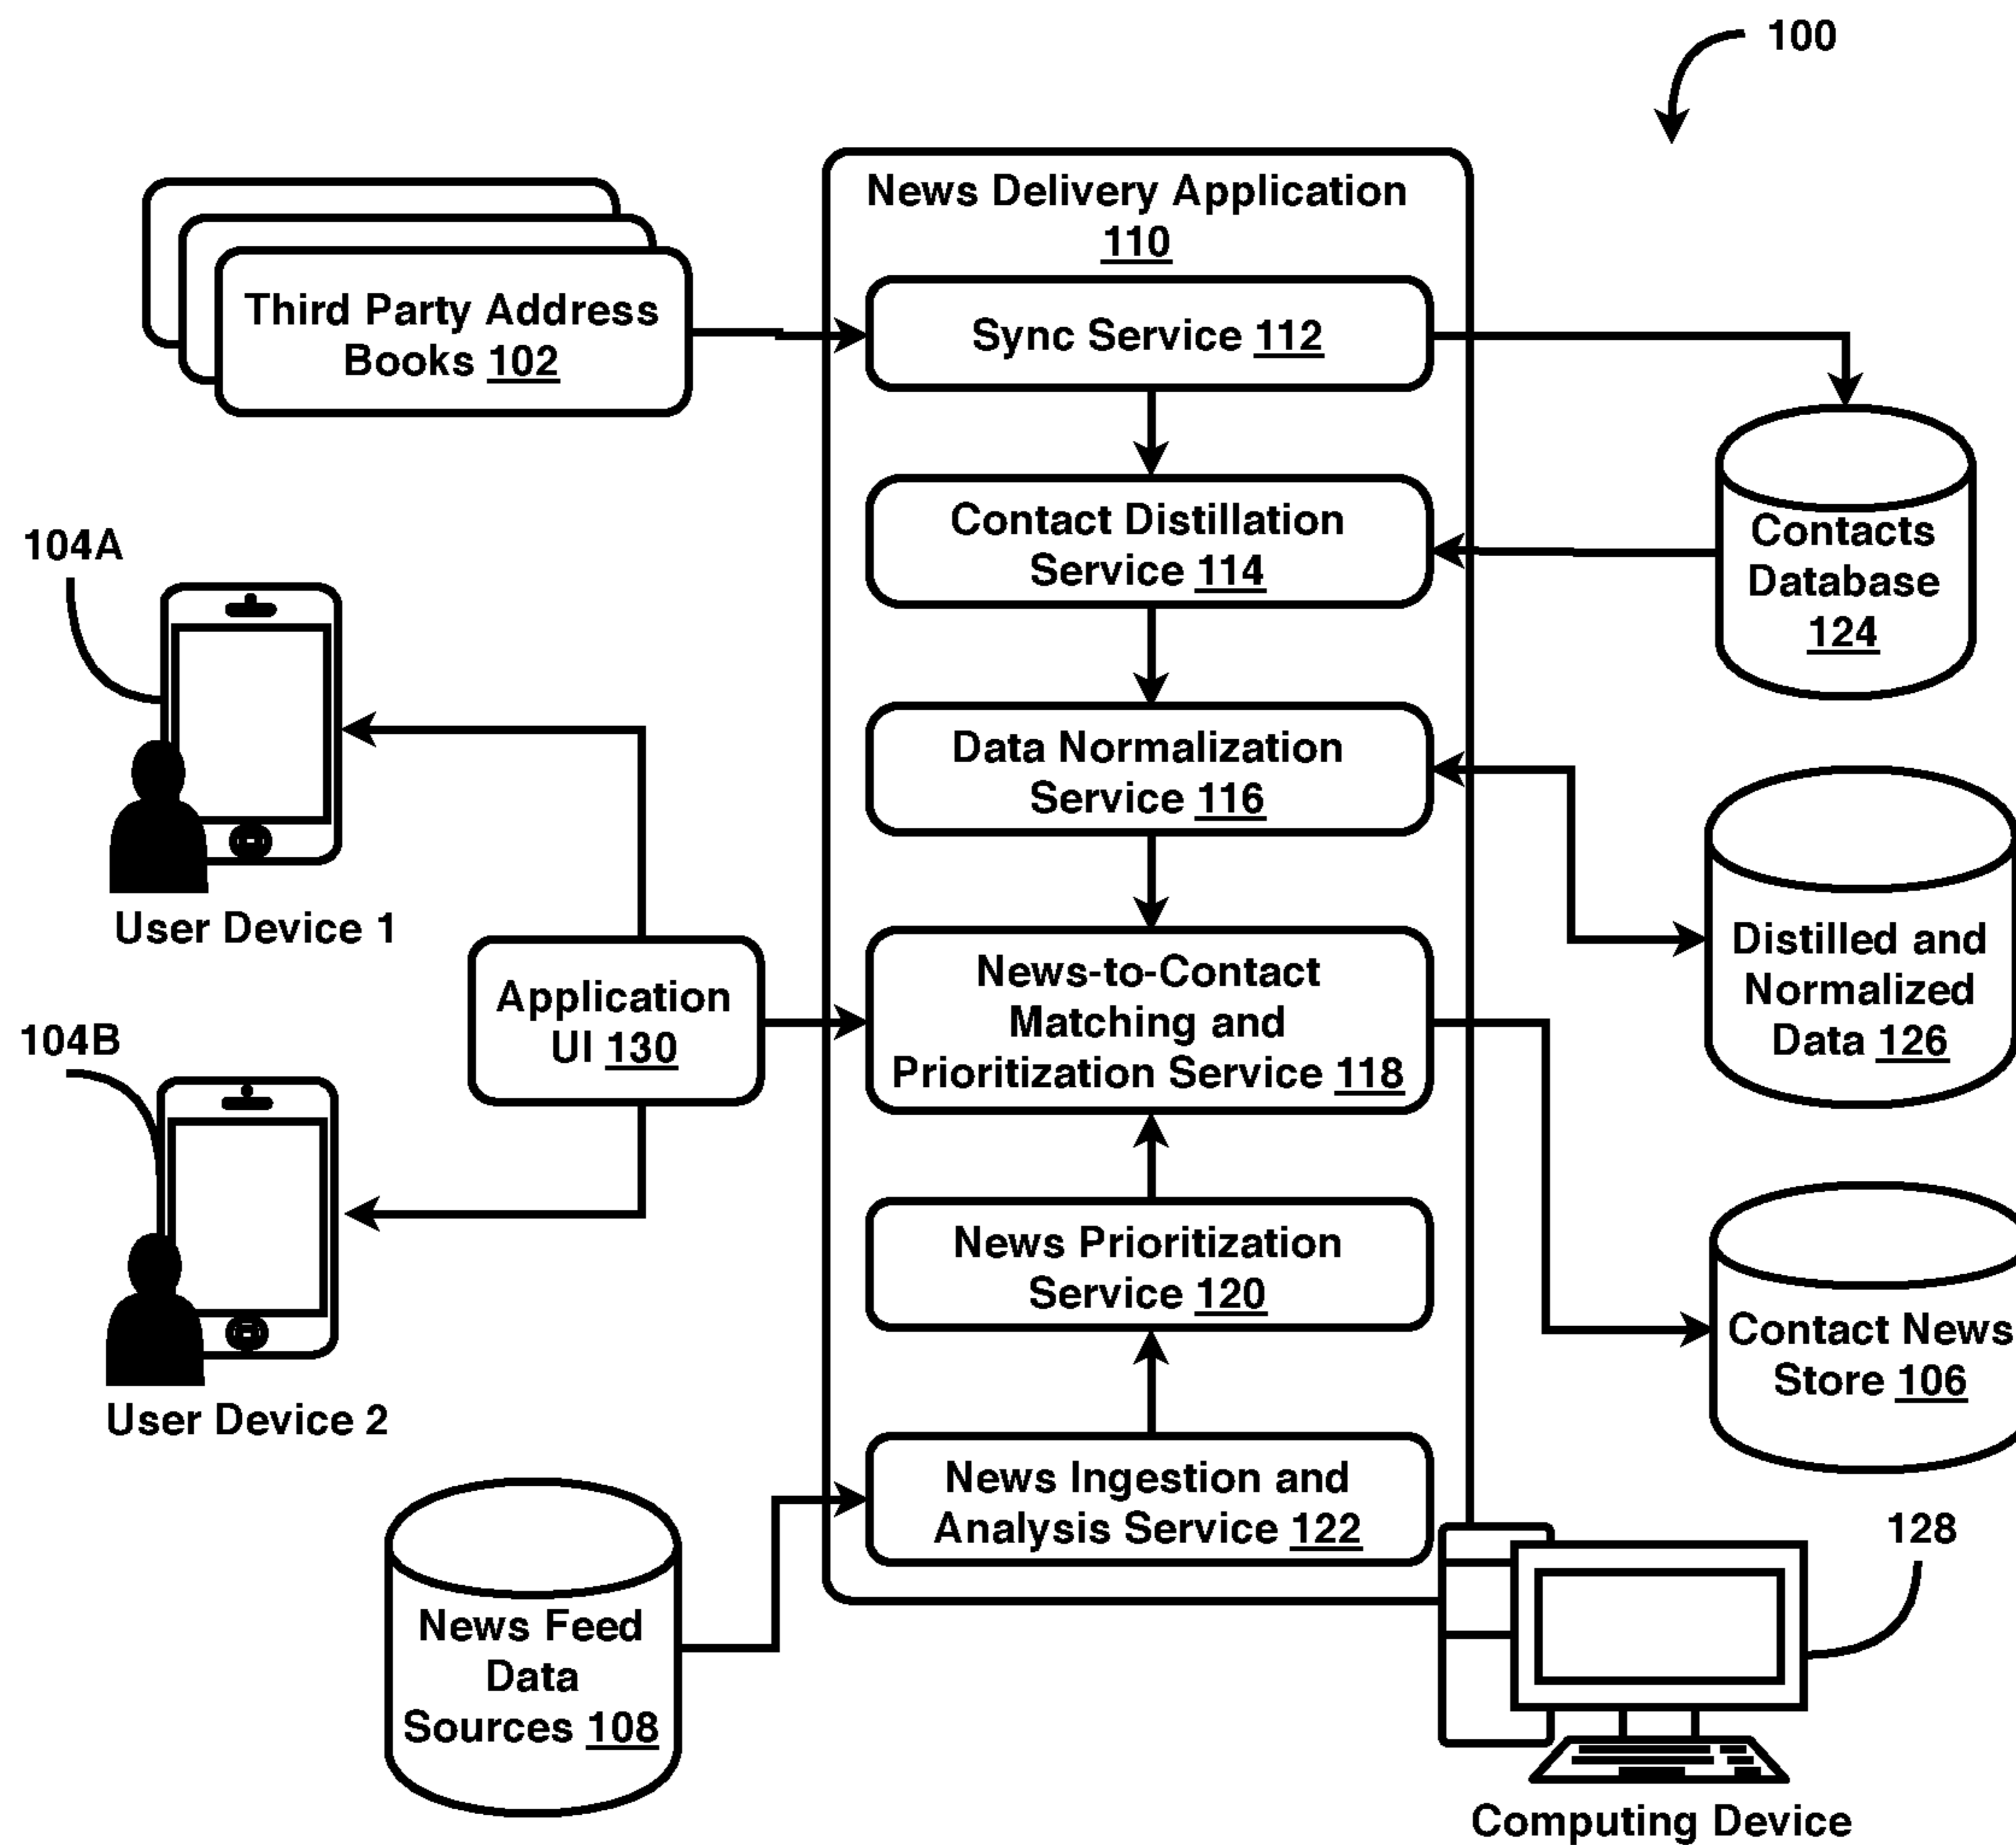 100
News Delivery Application
110
Third Party Address
Books 102
Sync Service 112
Contact Distillation
Service 114
Contacts
Database
124
104A
User Device 1
Data Normalization
Service 116
Distilled and
Normalized
Data 126
Application
UI 130
News-to-Contact
Matching and
Prioritization Service 118
104B
User Device 2
News Prioritization
Service 120
Contact News
Store 106
News Ingestion and
Analysis Service 122
News Feed
Data
Sources 108
128
Computing Device